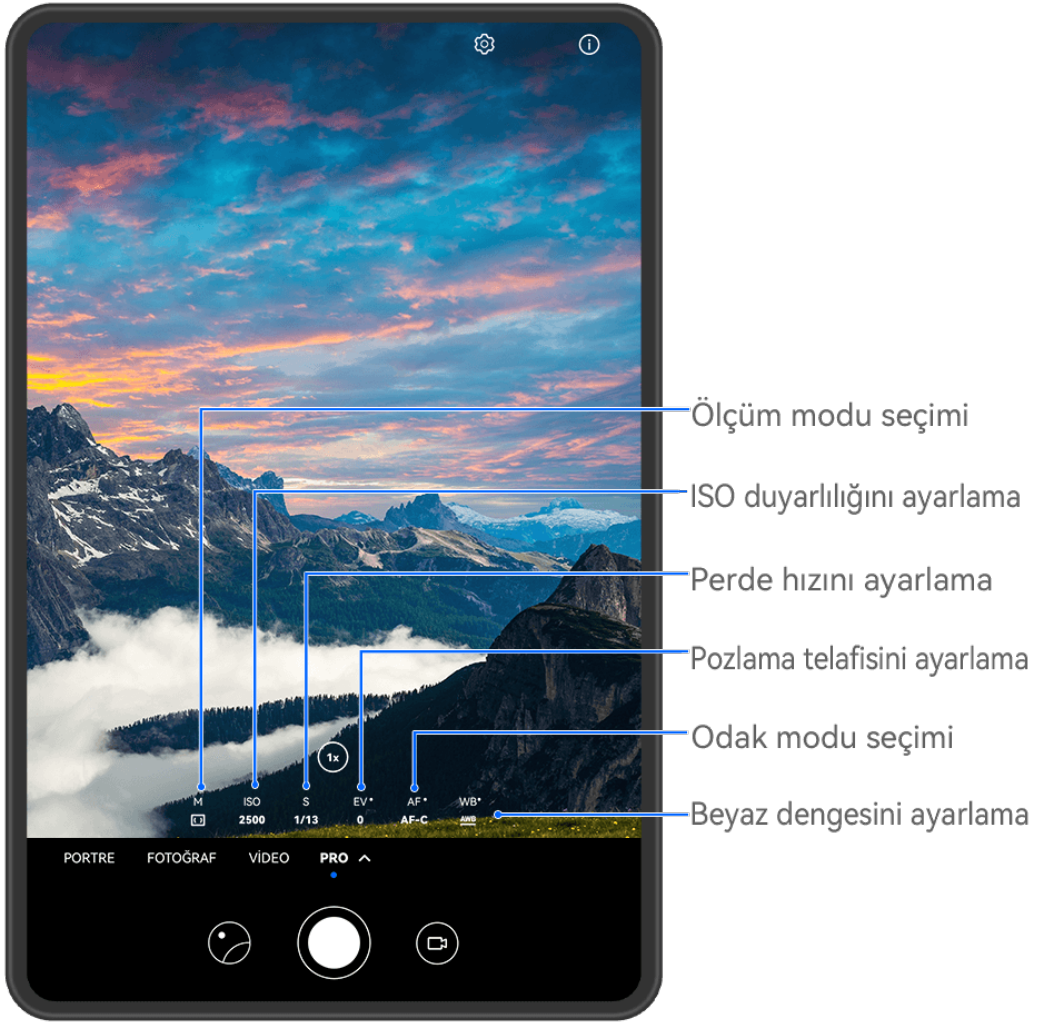 Ölçüm modu seçimi
ISO duyarlılığını ayarlama
Perde hızını ayarlama
Pozlama telafisini ayarlama
Odak modu seçimi
Beyaz dengesini ayarlama
1x
M ISO S EV AF WB
2500 1/13 0 AF-C AWB
PORTRE FOTOĞRAF VİDEO PRO